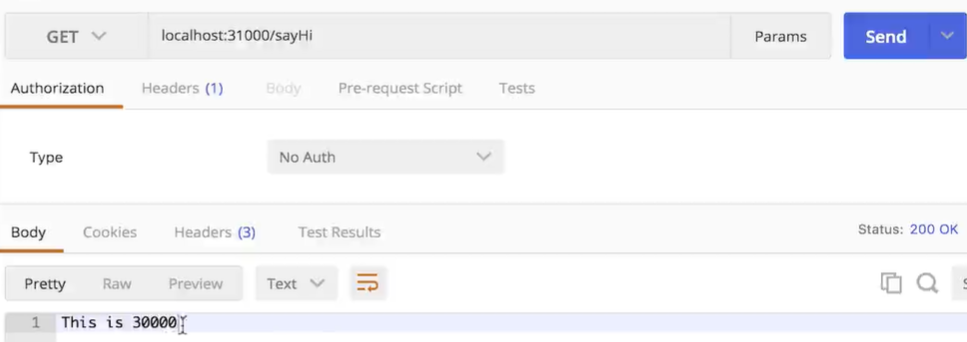 GET localhost:31000/sayHi Params Send
Authorization Headers (1) Body Pre-request Script Tests
Type No Auth
Body Cookies Headers (3) Test Results Status: 200 OK
Pretty Raw Preview Text
1 This is 30000